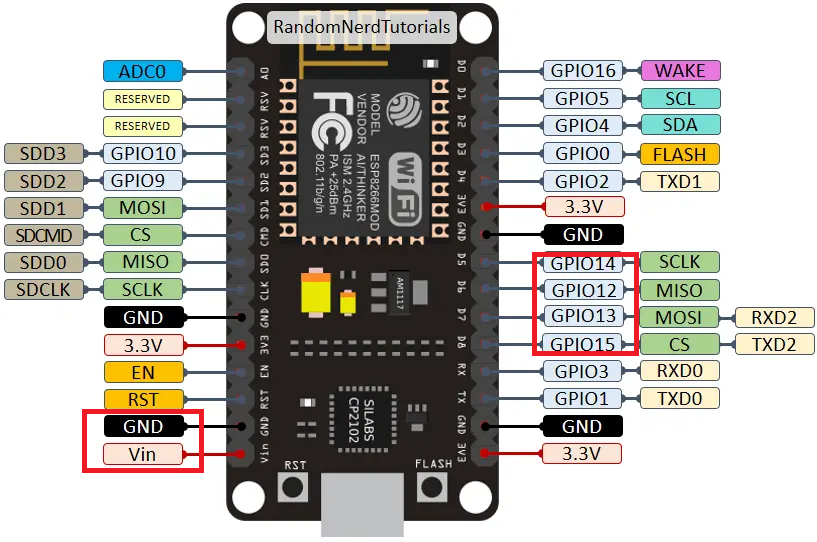 RandomNerdTutorials
ADC0
RESERVED
RESERVED
SDD3 GPIO10
SDD2 GPIO9
SDD1 MOSI
SDCMD CS
SDD0 MISO
SDCLK SCLK
GND
3.3V
EN
RST
GND
Vin
A0
RSV
RSV
SD3
SD2
SD1
CMD
SD0
CLK
GND
3V3
EN
RST
GND
Vin
MODEL ESP8266MOD
VENDOR AI/THINKER
ISM 2.4GHz
PA +25dBm
802.11b/g/n
FC
WiFi
AM1117
SILABS
CP2102
RST
FLASH
D0
D1
D2
D3
D4
3V3
GND
D5
D6
D7
D8
RX
TX
GND
3V3
GPIO16 WAKE
GPIO5 SCL
GPIO4 SDA
GPIO0 FLASH
GPIO2 TXD1
3.3V
GND
GPIO14 SCLK
GPIO12 MISO
GPIO13 MOSI RXD2
GPIO15 CS TXD2
GPIO3 RXD0
GPIO1 TXD0
GND
3.3V